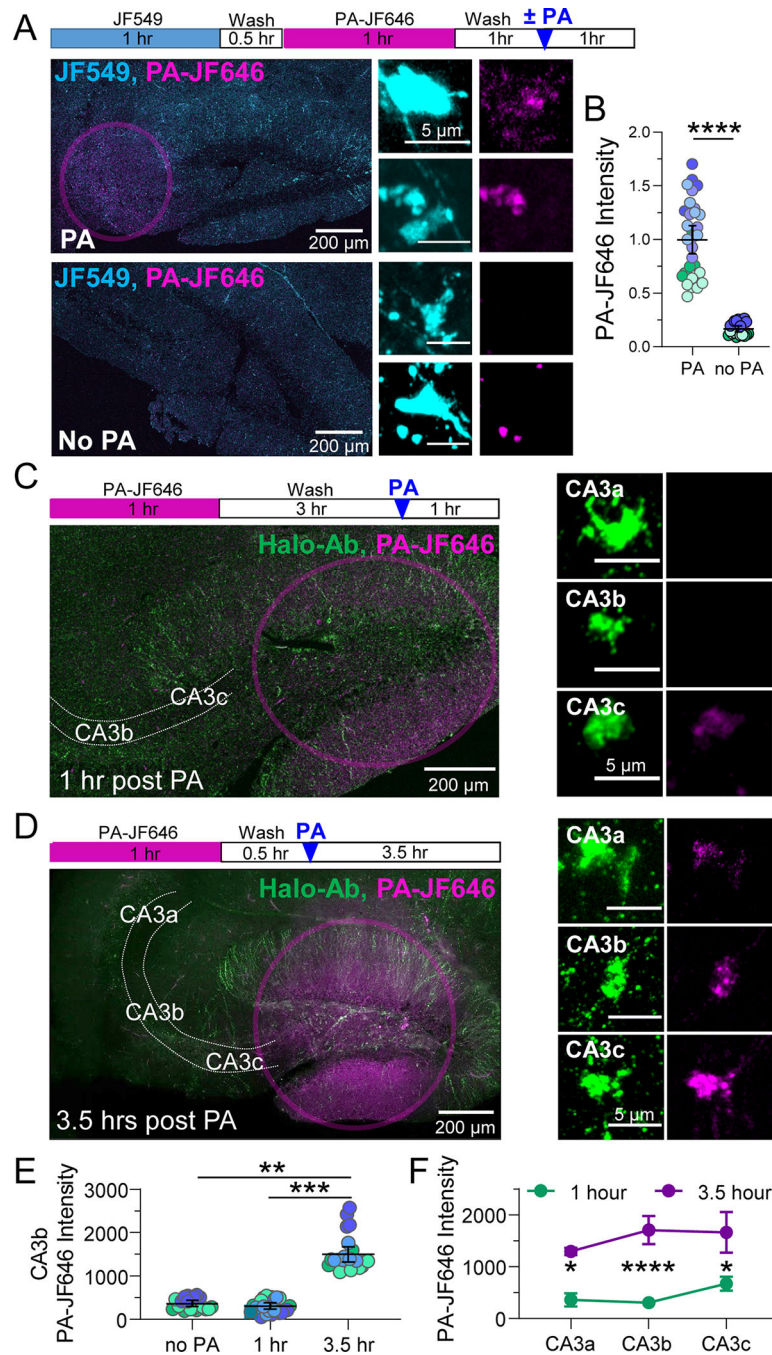 A
JF549 Wash PA-JF646 Wash ± PA
1 hr 0.5 hr 1 hr 1hr 1hr
JF549, PA-JF646
PA
200 µm
5 µm
JF549, PA-JF646
No PA
200 µm
B
****
PA-JF646 Intensity
2.0
1.5
1.0
0.5
0.0
PA no PA
C
PA-JF646 Wash PA
1 hr 3 hr 1 hr
Halo-Ab, PA-JF646
CA3c
CA3b
1 hr post PA
200 µm
CA3a
CA3b
CA3c
5 µm
D
PA-JF646 Wash PA
1 hr 0.5 hr 3.5 hr
Halo-Ab, PA-JF646
CA3a
CA3b
CA3c
3.5 hrs post PA
200 µm
CA3a
CA3b
CA3c
5 µm
E
**
***
CA3b
PA-JF646 Intensity
3000
2500
2000
1500
1000
500
0
no PA 1 hr 3.5 hr
F
1 hour 3.5 hour
PA-JF646 Intensity
2000
1500
1000
500
0
* **** *
CA3a CA3b CA3c